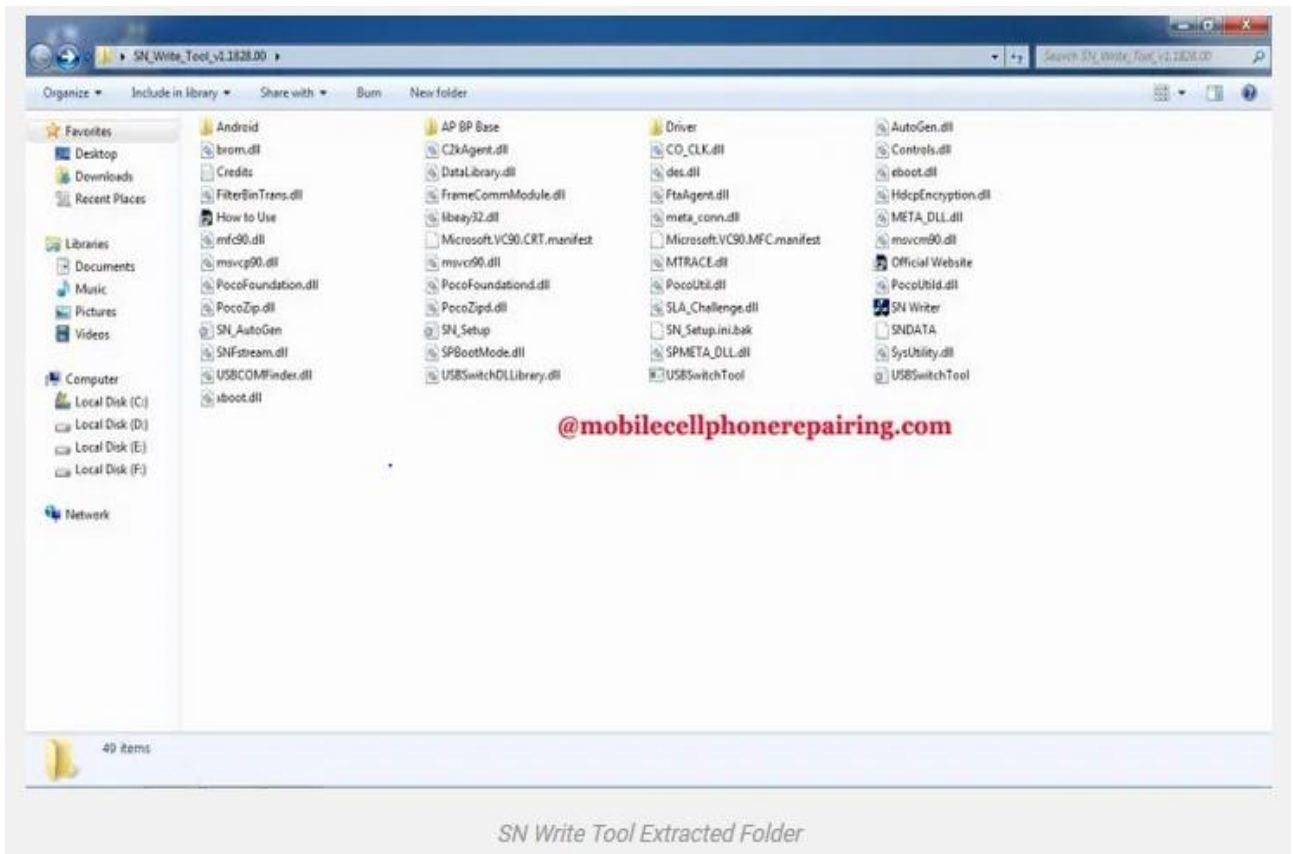 SN_Write_Tool_v1.1828.00
Search SN_Write_Tool_v1.1828.00
Organize Include in library Share with Burn New folder
Favorites
Desktop
Downloads
Recent Places
Libraries
Documents
Music
Pictures
Videos
Computer
Local Disk (C:)
Local Disk (D:)
Local Disk (E:)
Local Disk (F:)
Network
Android AP BP Base Driver AutoGen.dll
brom.dll C2kAgent.dll CO_CLK.dll Controls.dll
Credits DataLibrary.dll des.dll eboot.dll
FilterBinTrans.dll FrameCommModule.dll FtaAgent.dll HdcpEncryption.dll
How to Use libeay32.dll meta_conn.dll META_DLL.dll
mfc90.dll Microsoft.VC90.CRT.manifest Microsoft.VC90.MFC.manifest msvcm90.dll
msvcp90.dll msvcr90.dll MTRACE.dll Official Website
PocoFoundation.dll PocoFoundationd.dll PocoUtil.dll PocoUtild.dll
PocoZip.dll PocoZipd.dll SLA_Challenge.dll SN Writer
SN_AutoGen SN_Setup SN_Setup.ini.bak SNDATA
SNFstream.dll SPBootMode.dll SPMETA_DLL.dll SysUtility.dll
USBCOMFinder.dll USBSwitchDLLibrary.dll USBSwitchTool USBSwitchTool
xboot.dll
@mobilecellphonerepairing.com
49 items
SN Write Tool Extracted Folder